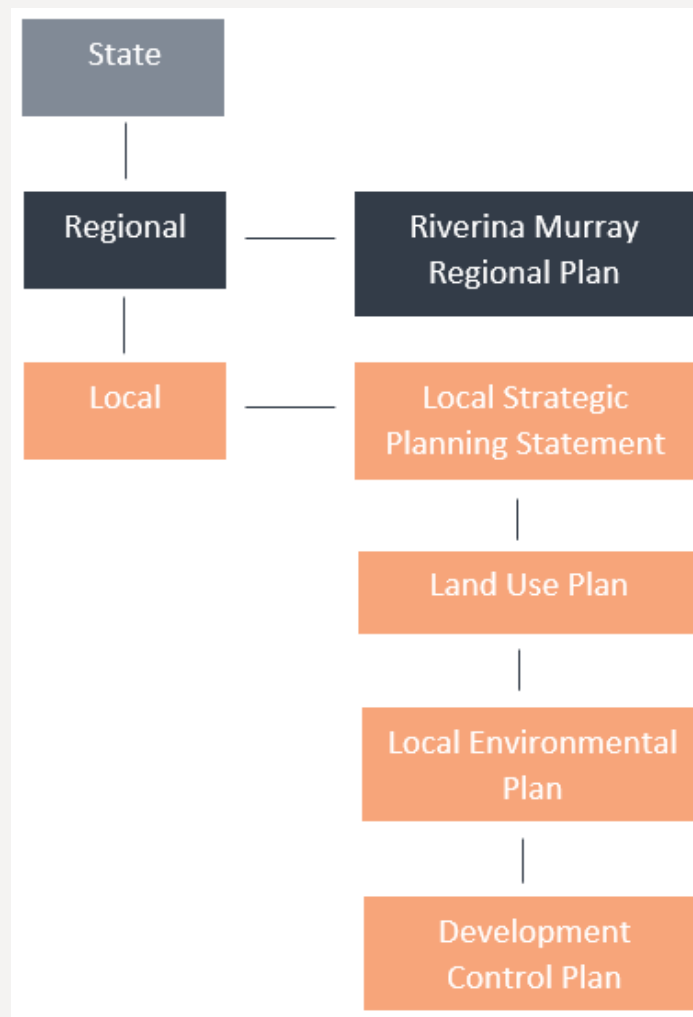 State
Regional
Riverina Murray
Regional Plan
Local
Local Strategic
Planning Statement
Land Use Plan
Local Environmental
Plan
Development
Control Plan